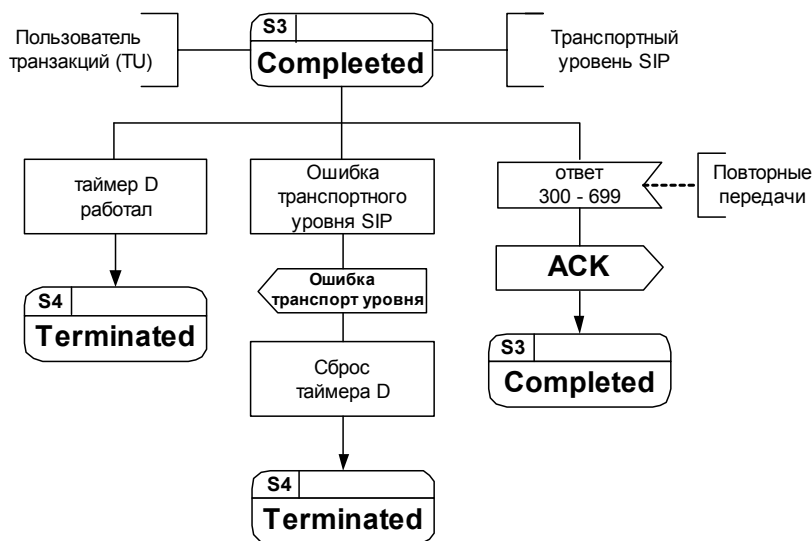 Пользователь
транзакций (TU)
S3
Compleeted
Транспортный
уровень SIP
таймер D
работал
Ошибка
транспортного
уровня SIP
ответ
300 - 699
Повторные
передачи
S4
Terminated
Ошибка
транспорт уровня
ACK
Сброс
таймера D
S3
Completed
S4
Terminated